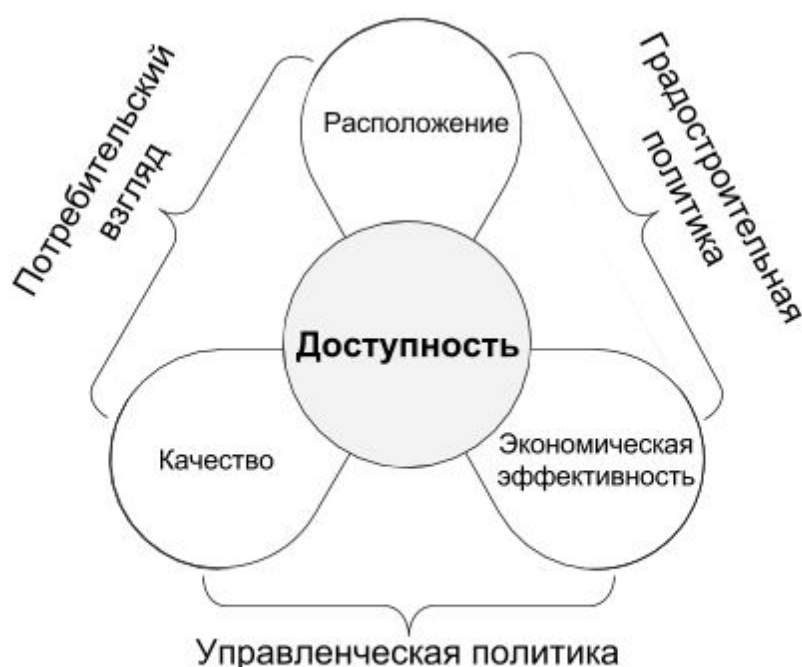 Потребительский
взгляд
Градостроительная
политика
Расположение
Доступность
Качество
Экономическая
эффективность
Управленческая политика